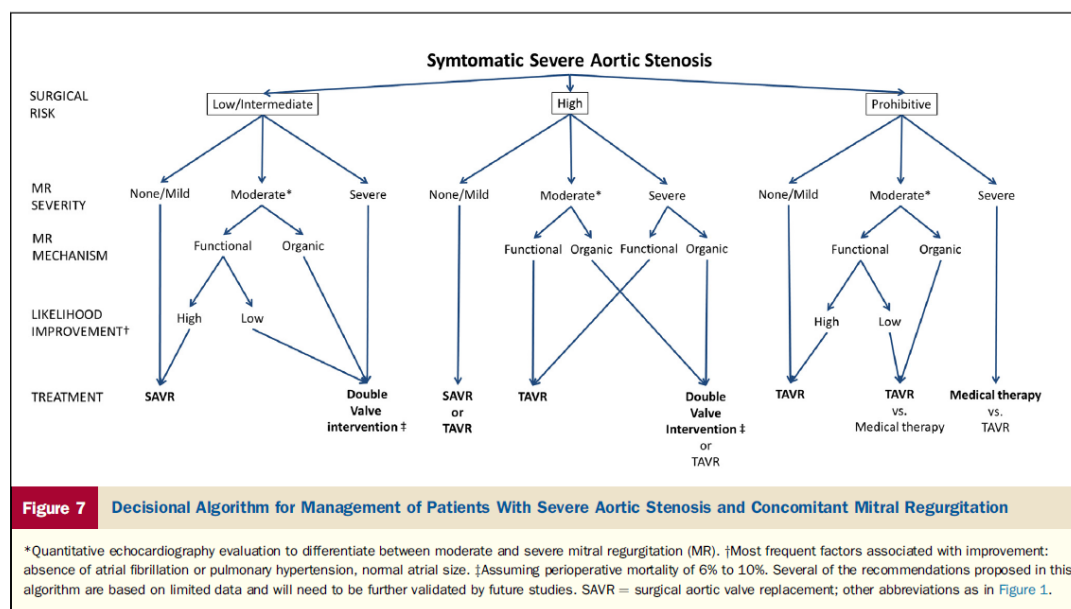 Symtomatic Severe Aortic Stenosis
SURGICAL
RISK
Low/Intermediate High Prohibitive
MR
SEVERITY
None/Mild Moderate* Severe None/Mild Moderate* Severe None/Mild Moderate* Severe
MR
MECHANISM
Functional Organic Functional Organic Functional Organic Functional Organic
LIKELIHOOD
IMPROVEMENT†
High Low High Low
TREATMENT
SAVR
Double
Valve
intervention ‡
SAVR
or
TAVR
TAVR
Double
Valve
Intervention ‡
or
TAVR
TAVR
TAVR
vs.
Medical therapy
Medical therapy
vs.
TAVR
Figure 7 Decisional Algorithm for Management of Patients With Severe Aortic Stenosis and Concomitant Mitral Regurgitation
*Quantitative echocardiography evaluation to differentiate between moderate and severe mitral regurgitation (MR). †Most frequent factors associated with improvement:
absence of atrial fibrillation or pulmonary hypertension, normal atrial size. ‡Assuming perioperative mortality of 6% to 10%. Several of the recommendations proposed in this
algorithm are based on limited data and will need to be further validated by future studies. SAVR = surgical aortic valve replacement; other abbreviations as in Figure 1.